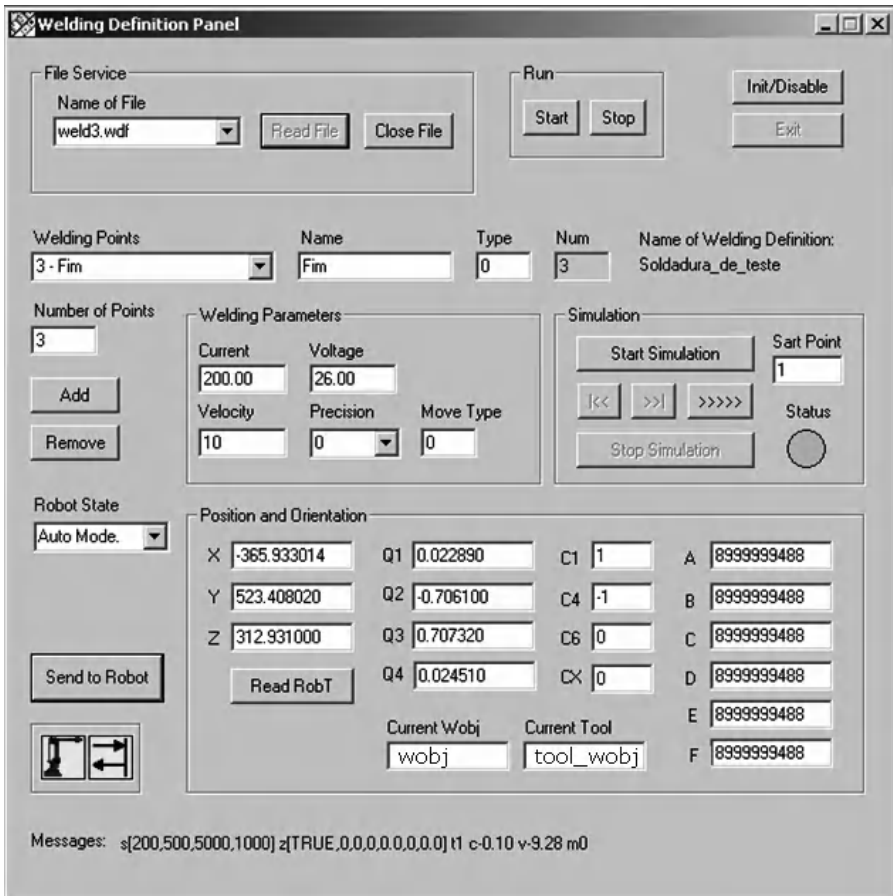 Welding Definition Panel
File Service
Name of File
weld3.wdf
Read File
Close File
Run
Start
Stop
Init/Disable
Exit
Welding Points
3 - Fim
Name
Fim
Type
0
Num
3
Name of Welding Definition:
Soldadura_de_teste
Number of Points
3
Add
Remove
Welding Parameters
Current
200.00
Voltage
26.00
Velocity
10
Precision
0
Move Type
0
Simulation
Start Simulation
Sart Point
1
|<<
>>|
>>>>>
Status
Stop Simulation
Robot State
Auto Mode.
Position and Orientation
X -365.933014
Y 523.408020
Z 312.931000
Read RobT
Q1 0.022890
Q2 -0.706100
Q3 0.707320
Q4 0.024510
C1 1
C4 -1
C6 0
CX 0
A 8999999488
B 8999999488
C 8999999488
D 8999999488
E 8999999488
F 8999999488
Current Wobj
wobj
Current Tool
tool_wobj
Send to Robot
Messages: s[200,500,5000,1000] z[TRUE,0,0,0,0.0,0,0.0] t1 c-0.10 v-9.28 m0